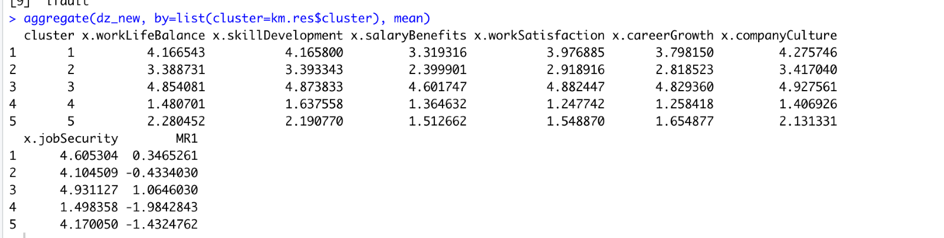 > aggregate(dz_new, by=list(cluster=km.res$cluster), mean)
cluster x.workLifeBalance x.skillDevelopment x.salaryBenefits x.workSatisfaction x.careerGrowth x.companyCulture
1 1 4.166543 4.165800 3.319316 3.976885 3.798150 4.275746
2 2 3.388731 3.393343 2.399901 2.918916 2.818523 3.417040
3 3 4.854081 4.873833 4.601747 4.882447 4.829360 4.927561
4 4 1.480701 1.637558 1.364632 1.247742 1.258418 1.406926
5 5 2.280452 2.190770 1.512662 1.548870 1.654877 2.131331
x.jobSecurity MR1
1 4.605304 0.3465261
2 4.104509 -0.4334030
3 4.931127 1.0646030
4 1.498358 -1.9842843
5 4.170050 -1.4324762